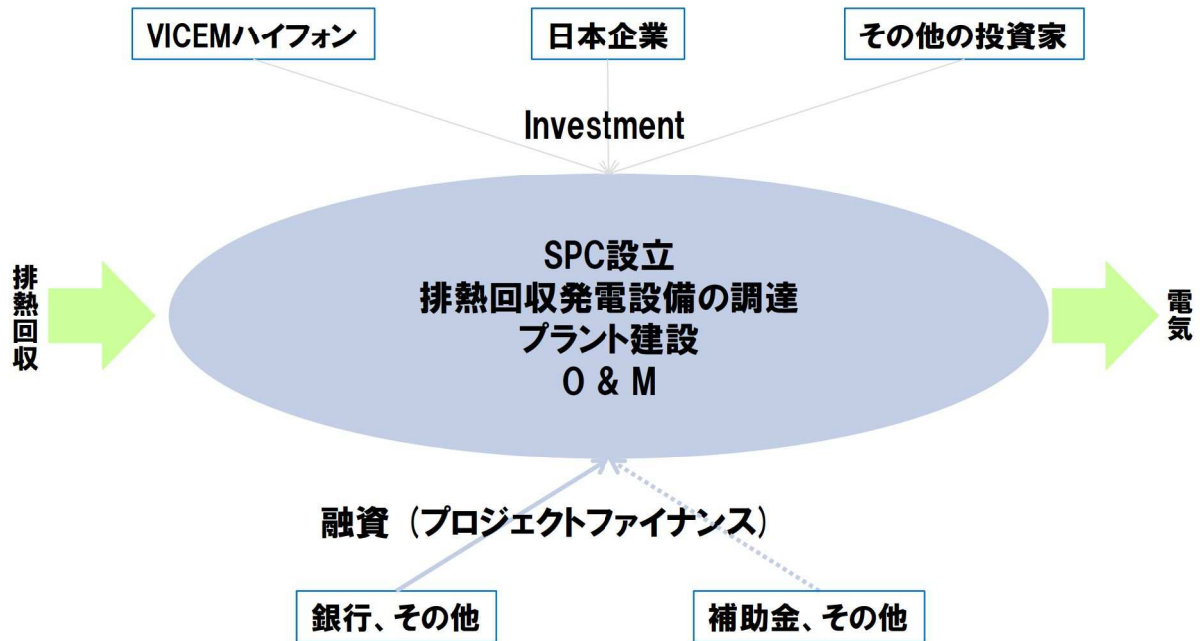 VICEMハイフォン
日本企業
その他の投資家
Investment
SPC設立
排熱回収発電設備の調達
プラント建設
O & M
排熱回収
電気
融資（プロジェクトファイナンス）
銀行、その他
補助金、その他